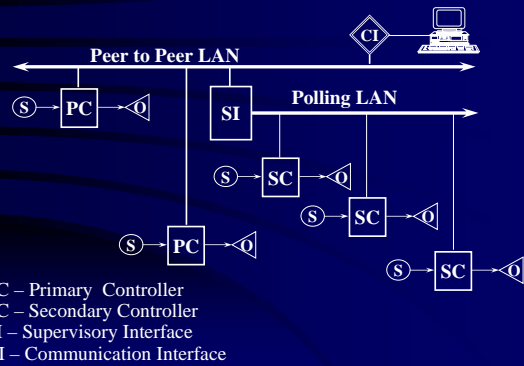 CI
Peer to Peer LAN
S PC O
SI
Polling LAN
S SC O
S SC O
S PC O
S SC O
C – Primary Controller
C – Secondary Controller
I – Supervisory Interface
I – Communication Interface